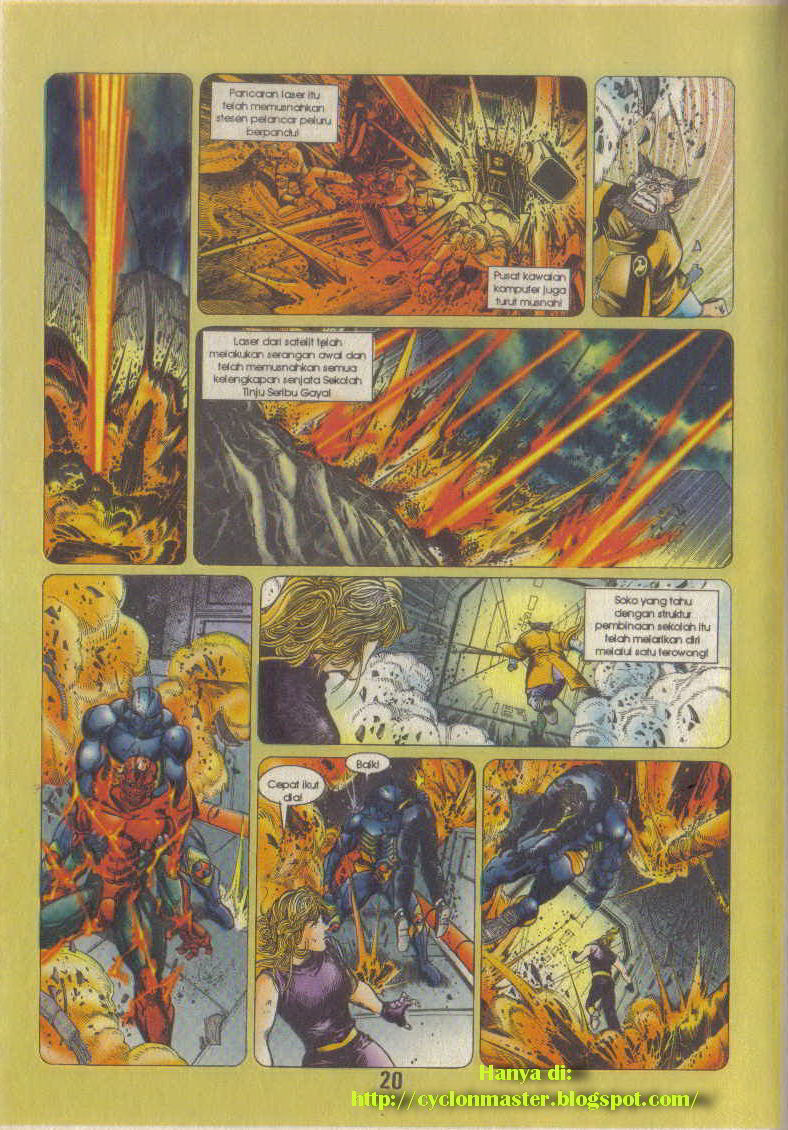 Pancaran laser itu
telah memusnahkan
stesen pelancar peluru
berpandu!
Pusat kawalan
komputer juga
turut musnah!
Laser dari satelit telah
melakukan serangan awal dan
telah memusnahkan semua
kelengkapan senjata Sekolah
Tinju Seribu Gaya!
Soko yang tahu
dengan struktur
pembinaan sekolah itu
telah melarikan diri
melalui satu terowong!
Baik!
Cepat ikut
dia!
20
Hanya di:
http://cyclonmaster.blogspot.com/